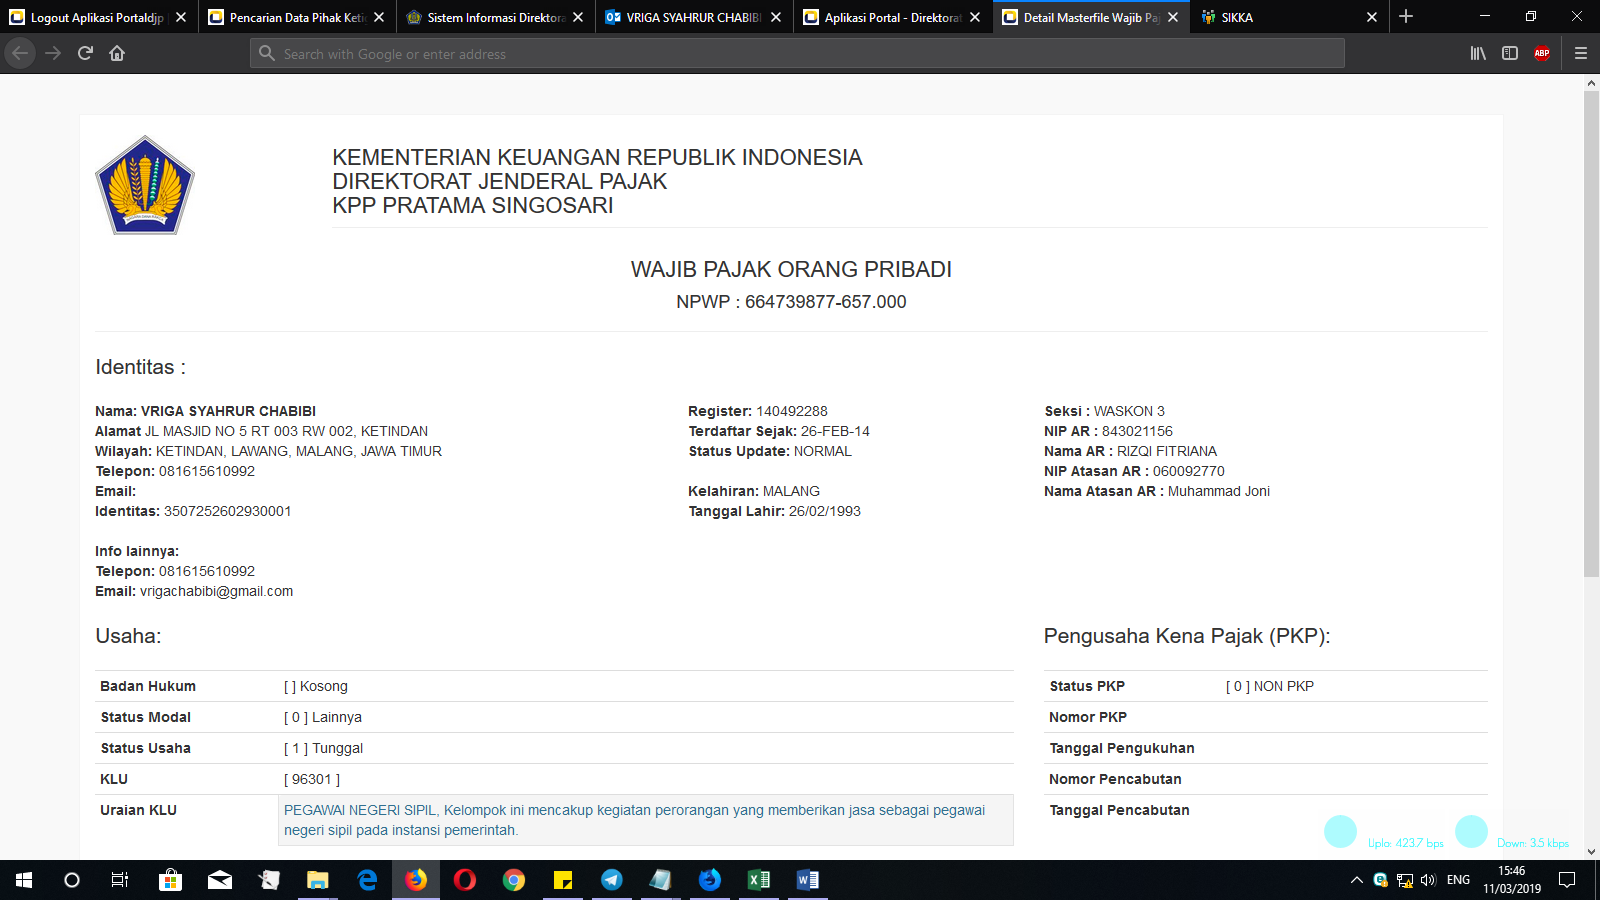 Logout Aplikasi Portaldjp
Pencarian Data Pihak Keti
Sistem Informasi Direktora
VRIGA SYAHRUR CHABIBI
Aplikasi Portal - Direktorat
Detail Masterfile Wajib Paj
SIKKA
Search with Google or enter address
ABP
KEMENTERIAN KEUANGAN REPUBLIK INDONESIA
DIREKTORAT JENDERAL PAJAK
KPP PRATAMA SINGOSARI
WAJIB PAJAK ORANG PRIBADI
NPWP : 664739877-657.000
Identitas :
Nama: VRIGA SYAHRUR CHABIBI
Alamat JL MASJID NO 5 RT 003 RW 002, KETINDAN
Wilayah: KETINDAN, LAWANG, MALANG, JAWA TIMUR
Telepon: 081615610992
Email:
Identitas: 3507252602930001
Register: 140492288
Terdaftar Sejak: 26-FEB-14
Status Update: NORMAL
Kelahiran: MALANG
Tanggal Lahir: 26/02/1993
Seksi : WASKON 3
NIP AR : 843021156
Nama AR : RIZQI FITRIANA
NIP Atasan AR : 060092770
Nama Atasan AR : Muhammad Joni
Info lainnya:
Telepon: 081615610992
Email: vrigachabibi@gmail.com
Usaha:
Badan Hukum [ ] Kosong
Status Modal [ 0 ] Lainnya
Status Usaha [ 1 ] Tunggal
KLU [ 96301 ]
Uraian KLU PEGAWAI NEGERI SIPIL, Kelompok ini mencakup kegiatan perorangan yang memberikan jasa sebagai pegawai
negeri sipil pada instansi pemerintah.
Pengusaha Kena Pajak (PKP):
Status PKP [ 0 ] NON PKP
Nomor PKP
Tanggal Pengukuhan
Nomor Pencabutan
Tanggal Pencabutan
Uplo: 423.7 bps
Down: 3.5 kbps
ENG
15:46
11/03/2019